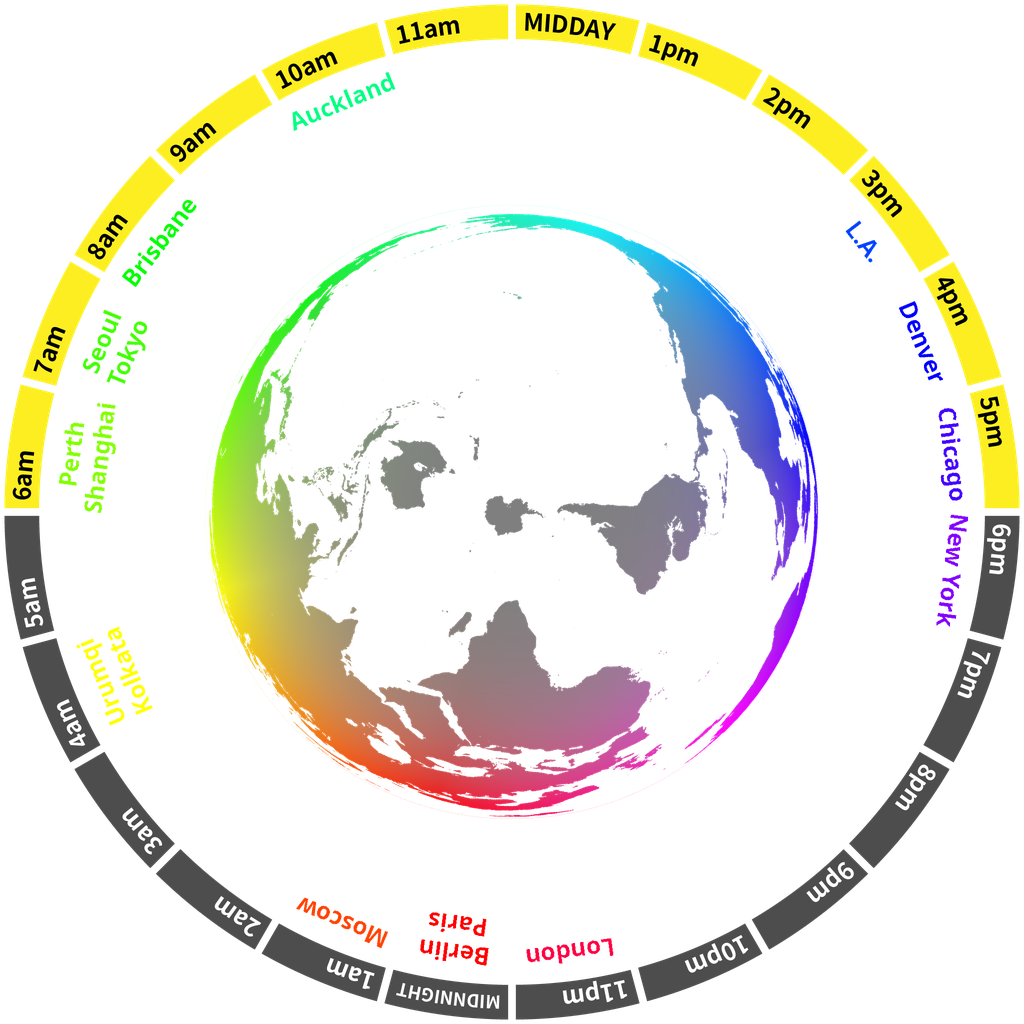 MIDDAY
1pm
2pm
3pm
4pm
5pm
6pm
7pm
8pm
9pm
10pm
11pm
MIDNNIGHT
1am
2am
3am
4am
5am
6am
7am
8am
9am
10am
11am
Auckland
L.A.
Denver
Chicago
New York
London
Paris
Berlin
Moscow
Urumqi
Kolkata
Perth
Shanghai
Seoul
Tokyo
Brisbane